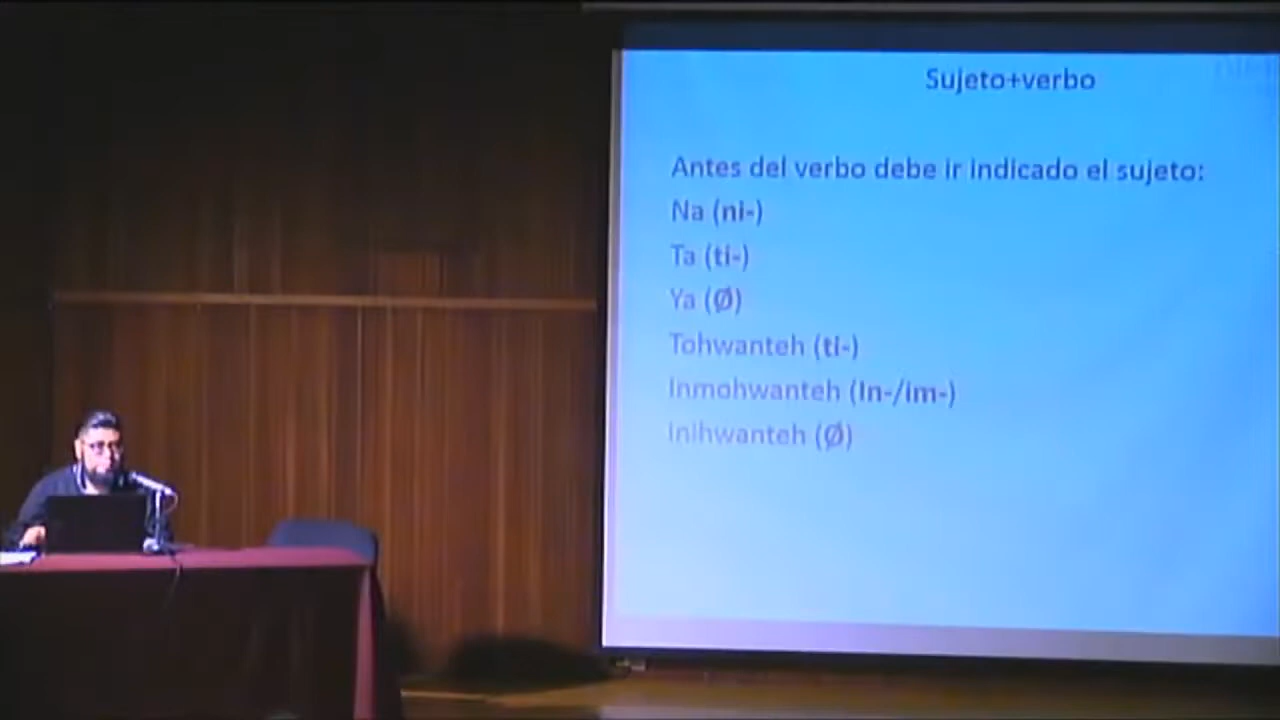 Sujeto+verbo
Antes del verbo debe ir indicado el sujeto:
Na (ni-)
Ta (ti-)
Ya (Ø)
Tohwanteh (ti-)
Inmohwanteh (In-/im-)
Inihwanteh (Ø)